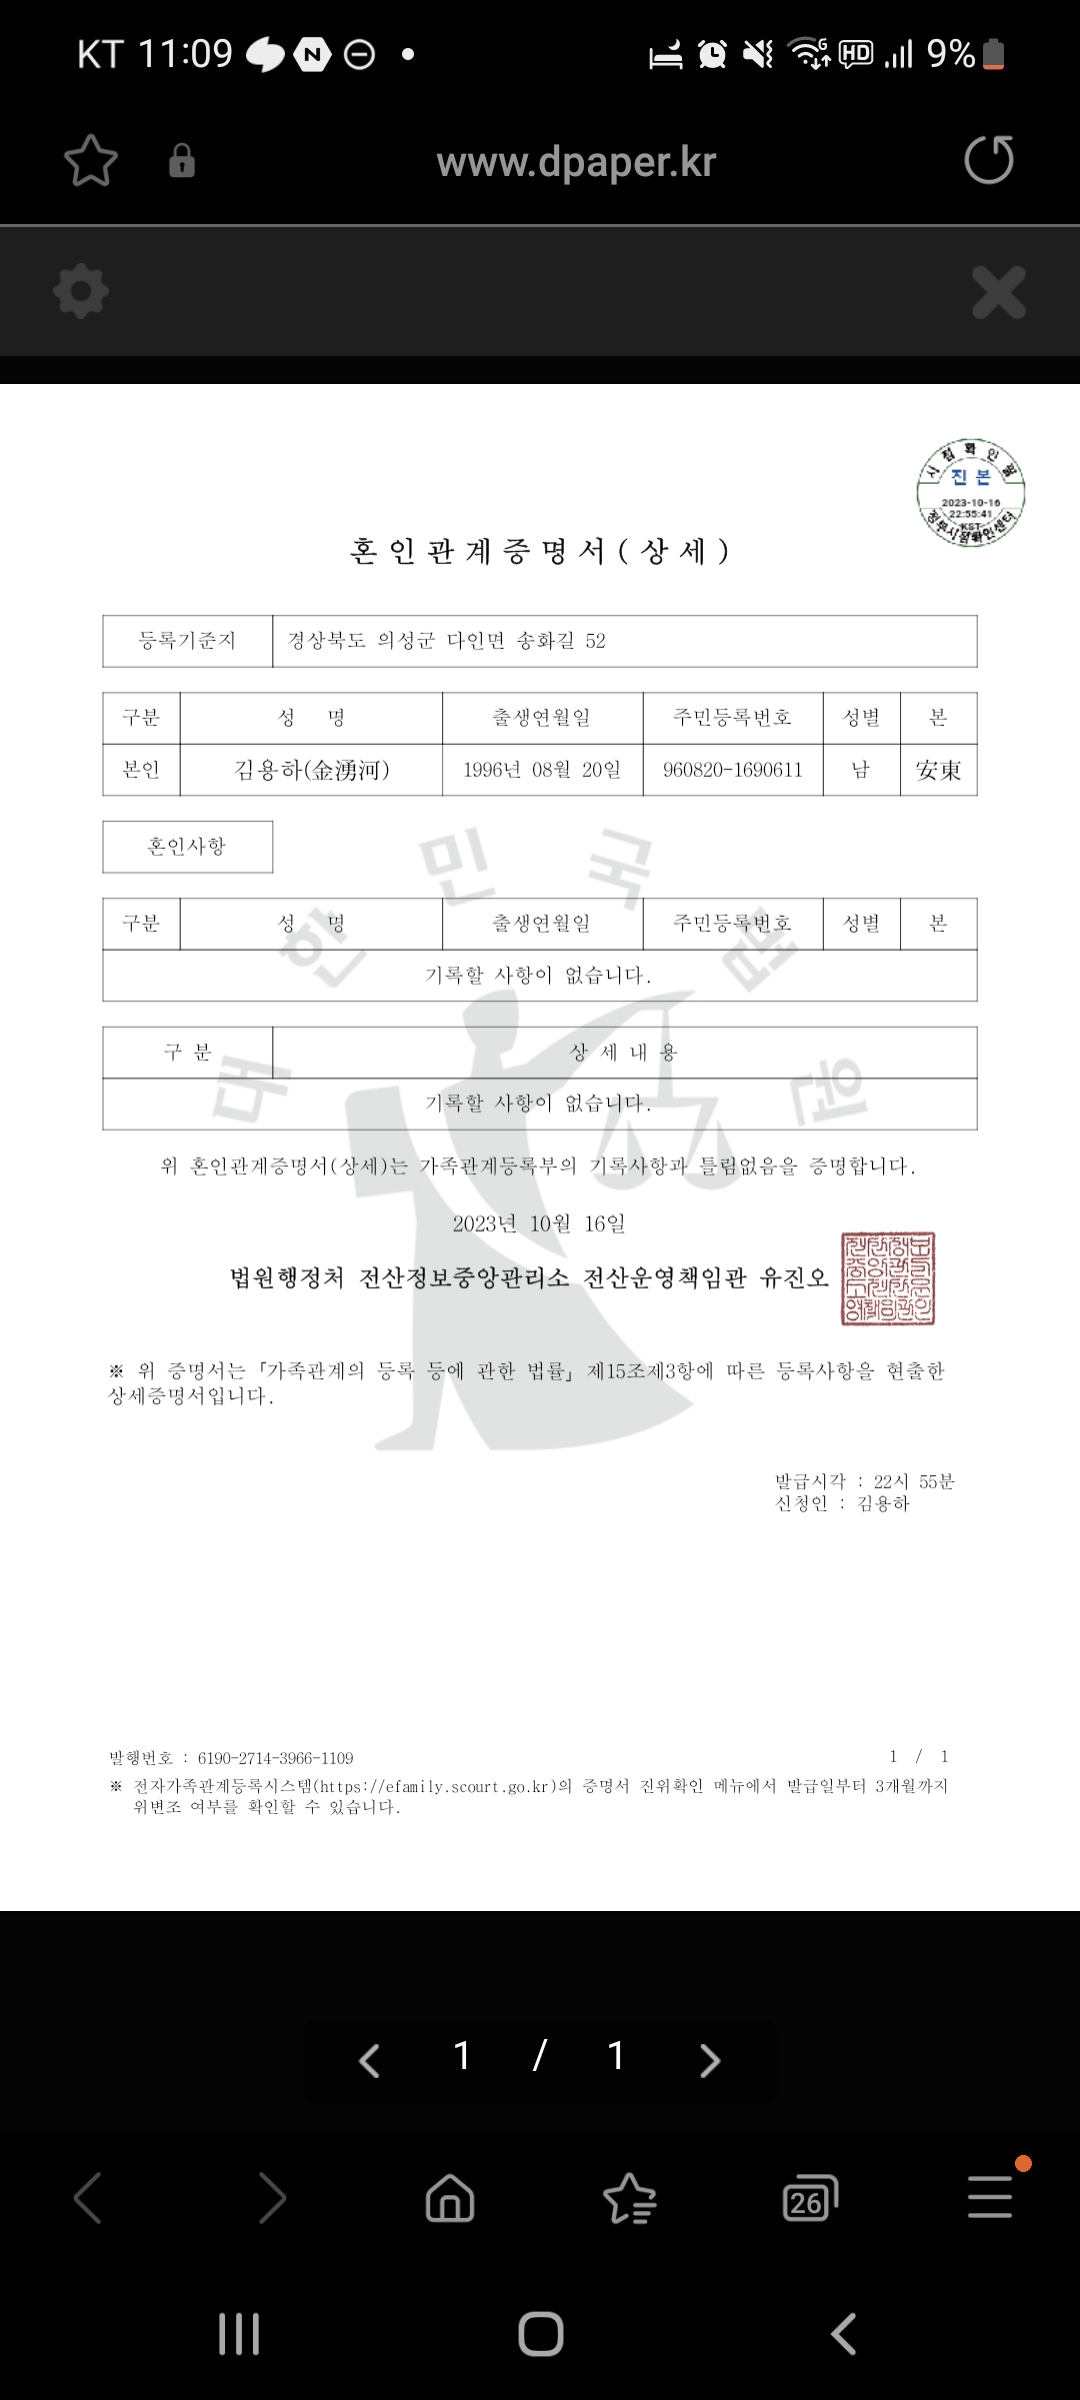 KT 11:09 N HD 9%
www.dpaper.kr
시점확인필
진 본
2023-10-16
22:55:41
KST
정부시점확인센터
혼인관계증명서(상세)
등록기준지 경상북도 의성군 다인면 송화길 52
구분 성 명 출생연월일 주민등록번호 성별 본
본인 김용하(金湧河) 1996년 08월 20일 960820-1690611 남 安東
혼인사항
구분 성 명 출생연월일 주민등록번호 성별 본
기록할 사항이 없습니다.
구 분 상 세 내 용
기록할 사항이 없습니다.
대한민국법원
위 혼인관계증명서(상세)는 가족관계등록부의 기록사항과 틀림없음을 증명합니다.
2023년 10월 16일
법원행정처 전산정보중앙관리소 전산운영책임관 유진오
※ 위 증명서는「가족관계의 등록 등에 관한 법률」제15조제3항에 따른 등록사항을 현출한
상세증명서입니다.
발급시각 : 22시 55분
신청인 : 김용하
발행번호 : 6190-2714-3966-1109 1 / 1
※ 전자가족관계등록시스템(https://efamily.scourt.go.kr)의 증명서 진위확인 메뉴에서 발급일부터 3개월까지
위변조 여부를 확인할 수 있습니다.
1 / 1
26